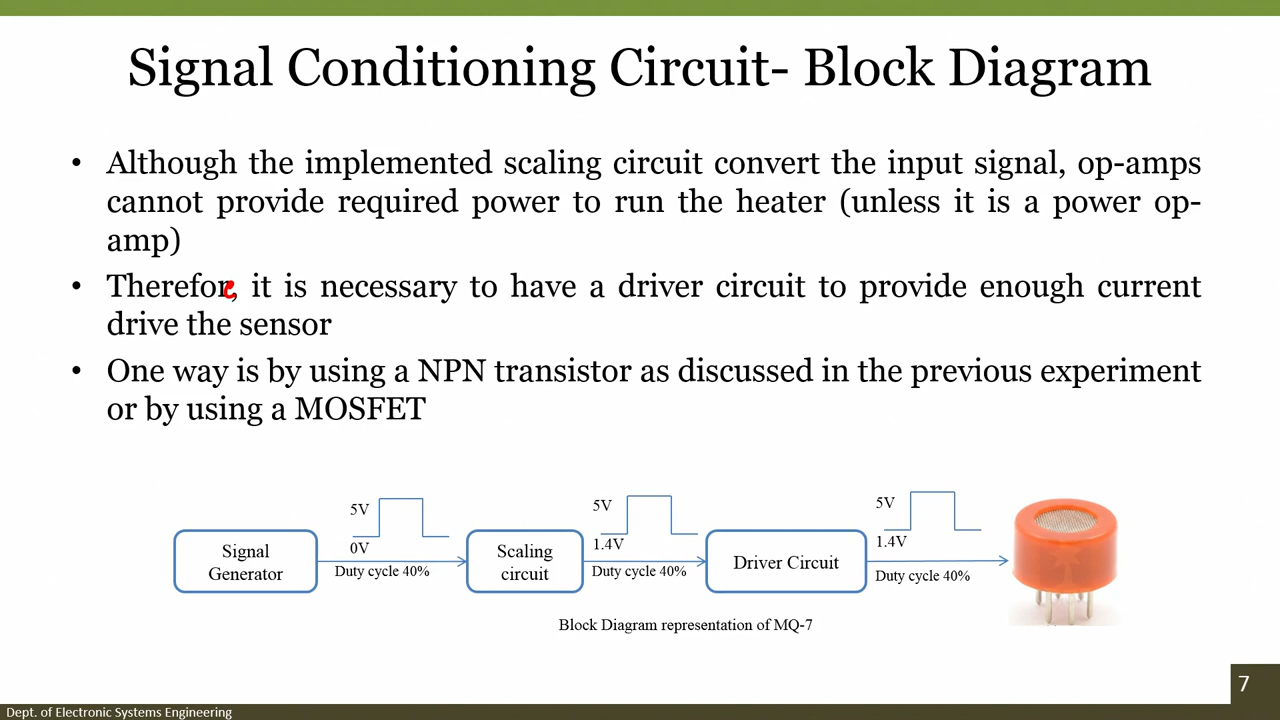 Signal Conditioning Circuit- Block Diagram
• Although the implemented scaling circuit convert the input signal, op-amps
cannot provide required power to run the heater (unless it is a power op-
amp)
• Therefore, it is necessary to have a driver circuit to provide enough current
drive the sensor
• One way is by using a NPN transistor as discussed in the previous experiment
or by using a MOSFET
5V
5V
5V
Signal
Generator
0V
Duty cycle 40%
Scaling
circuit
1.4V
Duty cycle 40%
Driver Circuit
1.4V
Duty cycle 40%
Block Diagram representation of MQ-7
7
Dept. of Electronic Systems Engineering